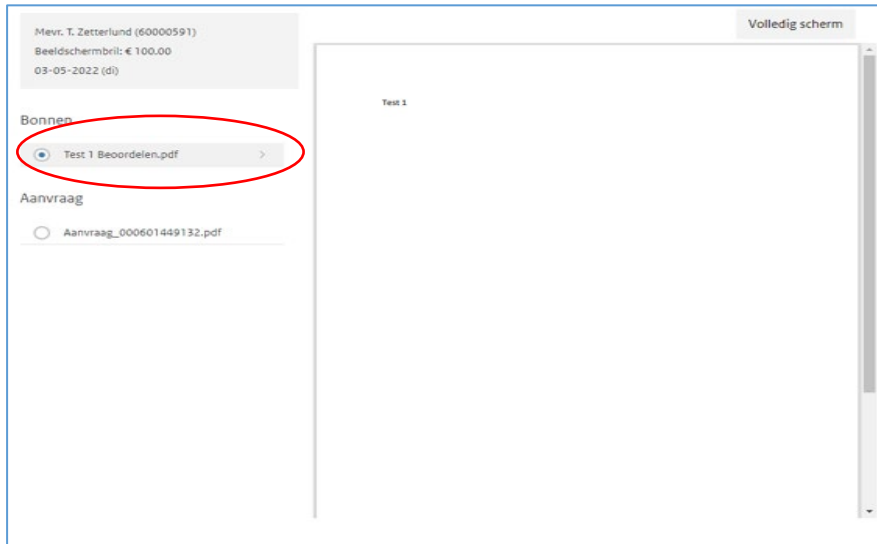 Mevr. T. Zetterlund (60000591)
Beeldschermbril: € 100,00
03-05-2022 (di)
Bonnen
Test 1 Beoordelen.pdf
Aanvraag
Aanvraag_000601449132.pdf
Volledig scherm
Test 1